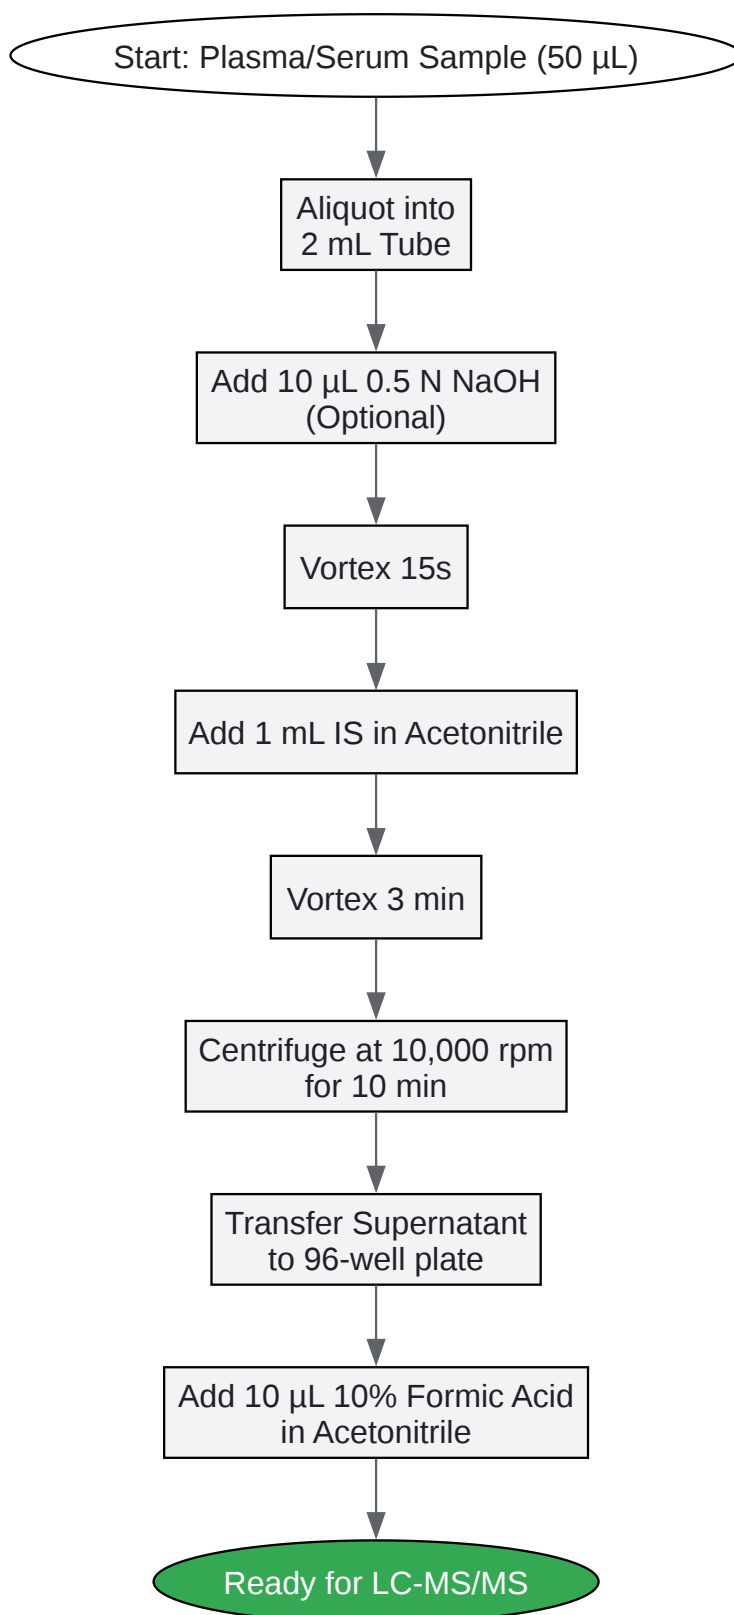 Start: Plasma/Serum Sample (50 µL)
Aliquot into
2 mL Tube
Add 10 µL 0.5 N NaOH
(Optional)
Vortex 15s
Add 1 mL IS in Acetonitrile
Vortex 3 min
Centrifuge at 10,000 rpm
for 10 min
Transfer Supernatant
to 96-well plate
Add 10 µL 10% Formic Acid
in Acetonitrile
Ready for LC-MS/MS